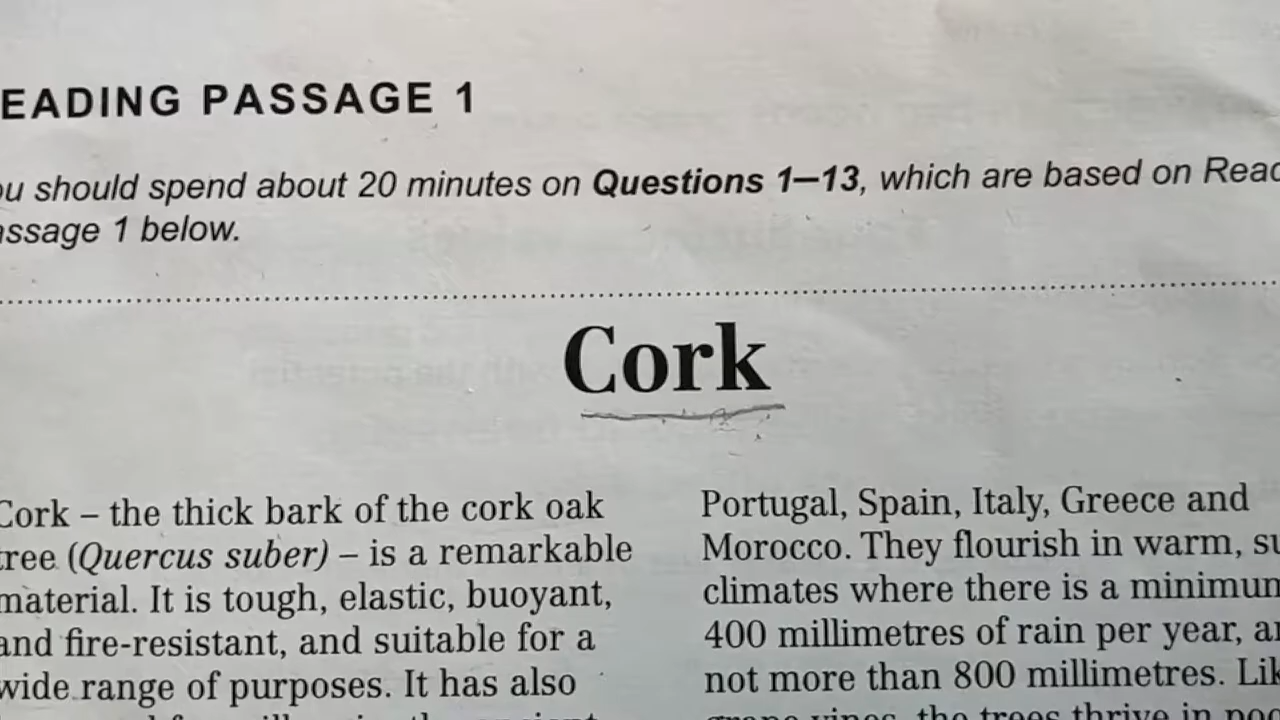 EADING PASSAGE 1
ou should spend about 20 minutes on Questions 1–13, which are based on Read
assage 1 below.
Cork
Cork – the thick bark of the cork oak
tree (Quercus suber) – is a remarkable
material. It is tough, elastic, buoyant,
and fire-resistant, and suitable for a
wide range of purposes. It has also
Portugal, Spain, Italy, Greece and
Morocco. They flourish in warm, su
climates where there is a minimum
400 millimetres of rain per year, an
not more than 800 millimetres. Lik
grape vines, the trees thrive in poo